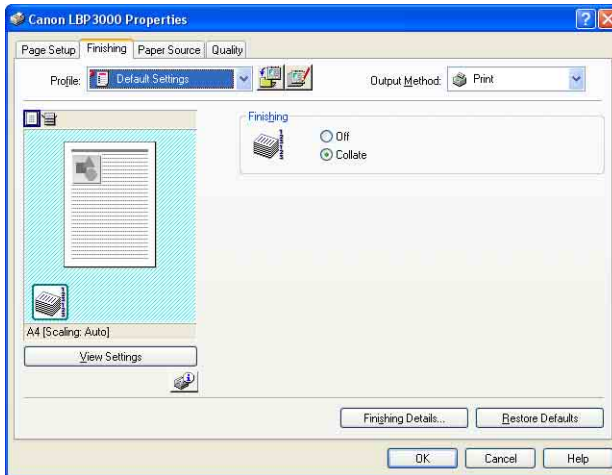 Canon LBP3000 Properties
Page Setup Finishing Paper Source Quality
Profile: Default Settings Output Method: Print
Finishing
Off
Collate
A4 [Scaling: Auto]
View Settings
Finishing Details... Restore Defaults
OK Cancel Help